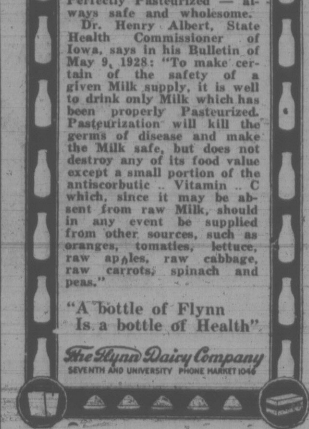 Perfectly Pasteurized — al-
ways safe and wholesome.
Dr. Henry Albert, State
Health Commissioner of
Iowa, says in his Bulletin of
May 9, 1928: "To make cer-
tain of the safety of a
given Milk supply, it is well
to drink only Milk which has
been properly Pasteurized.
Pasteurization will kill the
germs of disease and make
the Milk safe, but does not
destroy any of its food value
except a small portion of the
antiscorbutic .. Vitamin .. C
which, since it may be ab-
sent from raw Milk, should
in any event be supplied
from other sources, such as
oranges, tomaties, lettuce,
raw apples, raw cabbage,
raw carrots, spinach and
peas."
"A bottle of Flynn
Is a bottle of Health"
The Flynn Dairy Company
SEVENTH AND UNIVERSITY PHONE MARKET 1046